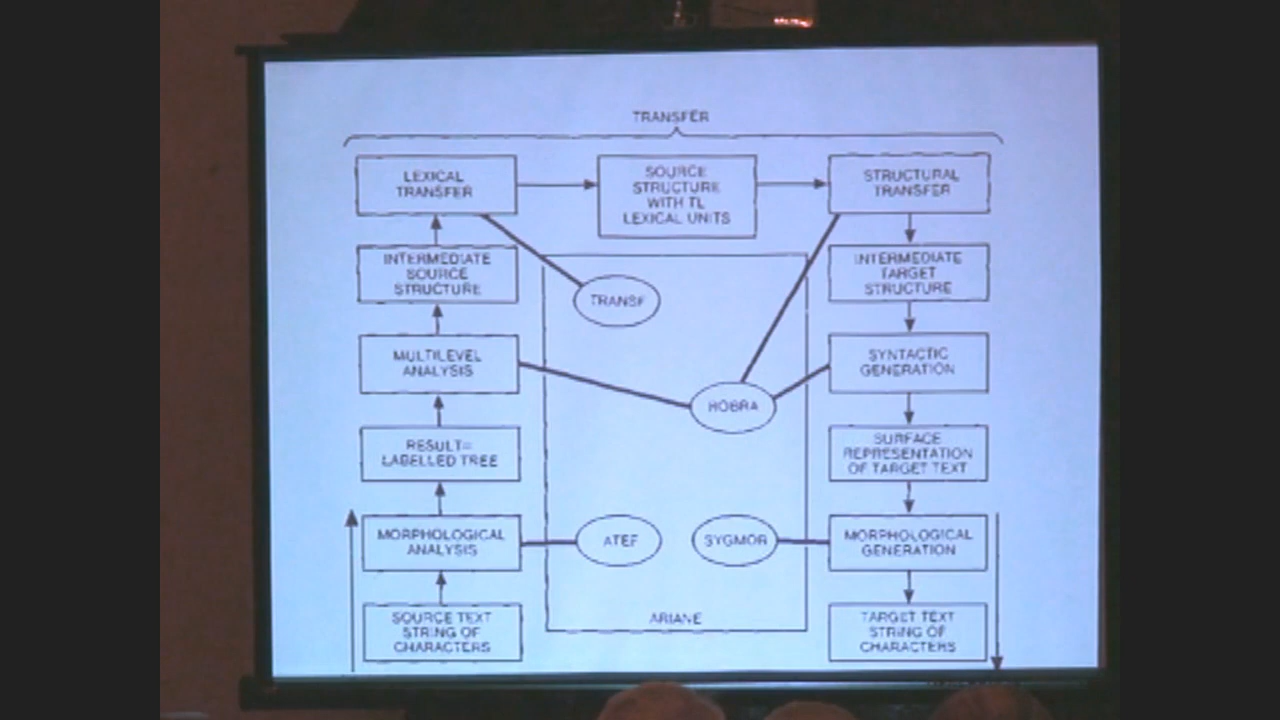 TRANSFER
LEXICAL
TRANSFER
SOURCE
STRUCTURE
WITH TL
LEXICAL UNITS
STRUCTURAL
TRANSFER
INTERMEDIATE
SOURCE
STRUCTURE
TRANSF
INTERMEDIATE
TARGET
STRUCTURE
MULTILEVEL
ANALYSIS
SYNTACTIC
GENERATION
ROBRA
RESULT=
LABELLED TREE
SURFACE
REPRESENTATION
OF TARGET TEXT
MORPHOLOGICAL
ANALYSIS
ATEF
SYGMOR
MORPHOLOGICAL
GENERATION
SOURCE TEXT
STRING OF
CHARACTERS
ARIANE
TARGET TEXT
STRING OF
CHARACTERS